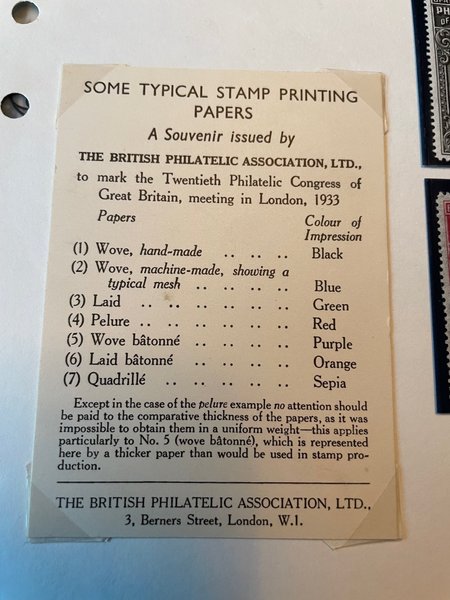 SOME TYPICAL STAMP PRINTING
PAPERS
A Souvenir issued by
THE BRITISH PHILATELIC ASSOCIATION, LTD.,
to mark the Twentieth Philatelic Congress of
Great Britain, meeting in London, 1933
Papers Colour of
Impression
(1) Wove, hand-made .. .. .. Black
(2) Wove, machine-made, showing a
typical mesh .. .. .. .. Blue
(3) Laid .. .. .. .. .. .. Green
(4) Pelure .. .. .. .. .. .. Red
(5) Wove bâtonné .. .. .. .. Purple
(6) Laid bâtonné .. .. .. .. Orange
(7) Quadrillé .. .. .. .. .. Sepia
Except in the case of the pelure example no attention should
be paid to the comparative thickness of the papers, as it was
impossible to obtain them in a uniform weight—this applies
particularly to No. 5 (wove bâtonné), which is represented
here by a thicker paper than would be used in stamp pro-
duction.
THE BRITISH PHILATELIC ASSOCIATION, LTD.,
3, Berners Street, London, W.1.